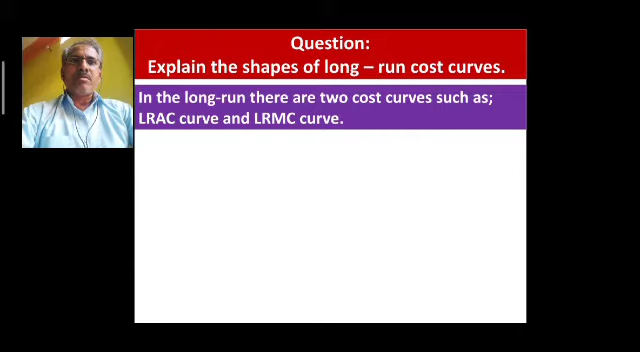 Question:
Explain the shapes of long – run cost curves.
In the long-run there are two cost curves such as;
LRAC curve and LRMC curve.